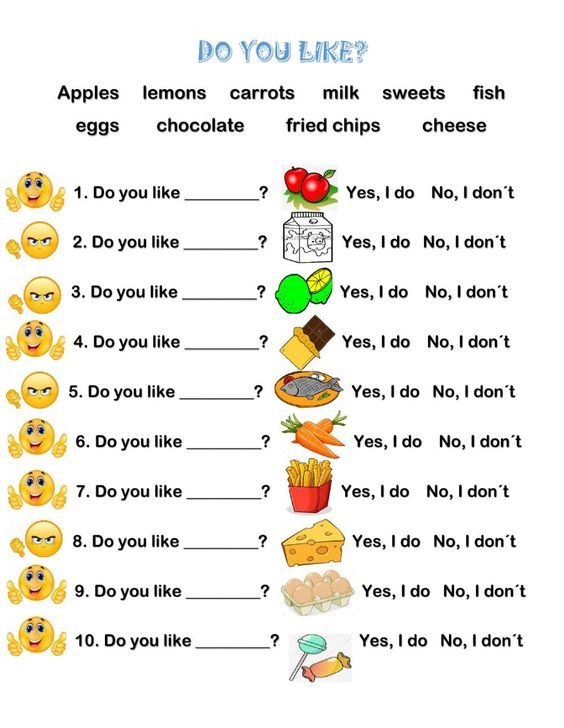 DO YOU LIKE?
Apples lemons carrots milk sweets fish
eggs chocolate fried chips cheese
1. Do you like ________? Yes, I do No, I don´t
2. Do you like ________? Yes, I do No, I don´t
3. Do you like ________? Yes, I do No, I don´t
4. Do you like ________? Yes, I do No, I don´t
5. Do you like ________? Yes, I do No, I don´t
6. Do you like ________? Yes, I do No, I don´t
7. Do you like ________? Yes, I do No, I don´t
8. Do you like ________? Yes, I do No, I don´t
9. Do you like ________? Yes, I do No, I don´t
10. Do you like ________? Yes, I do No, I don´t